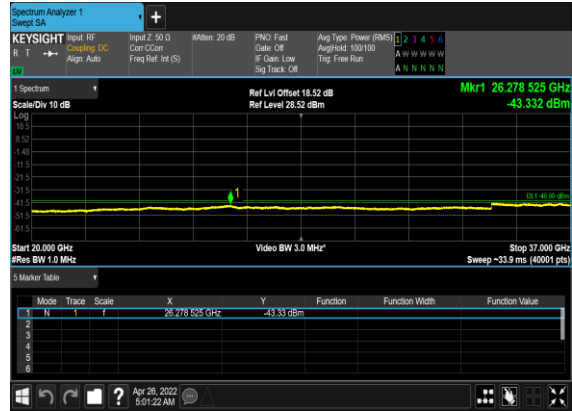 Spectrum Analyzer 1
Swept SA
+
KEYSIGHT Input: RF Input Z: 50 Ω #Atten: 20 dB PNO: Fast Avg Type: Power (RMS) 1 2 3 4 5 6
R T Coupling: DC Corr CCorr Gate: Off Avg|Hold: 100/100 A W W W W W
Align: Auto Freq Ref: Int (S) IF Gain: Low Trig: Free Run
Sig Track: Off A N N N N N
1 Spectrum
Scale/Div 10 dB Ref Lvl Offset 18.52 dB Mkr1 26.278 525 GHz
Ref Level 28.52 dBm -43.332 dBm
Log
18.5
8.52
-1.48
-11.5
-21.5
-31.5
1 DL1 -40.00 dBm
-41.5
-51.5
-61.5
Start 20.000 GHz Video BW 3.0 MHz* Stop 37.000 GHz
#Res BW 1.0 MHz Sweep ~33.9 ms (40001 pts)
5 Marker Table
Mode Trace Scale X Y Function Function Width Function Value
1 N 1 f 26.278 525 GHz -43.33 dBm
2
3
4
5
6
? Apr 26, 2022
5:01:22 AM